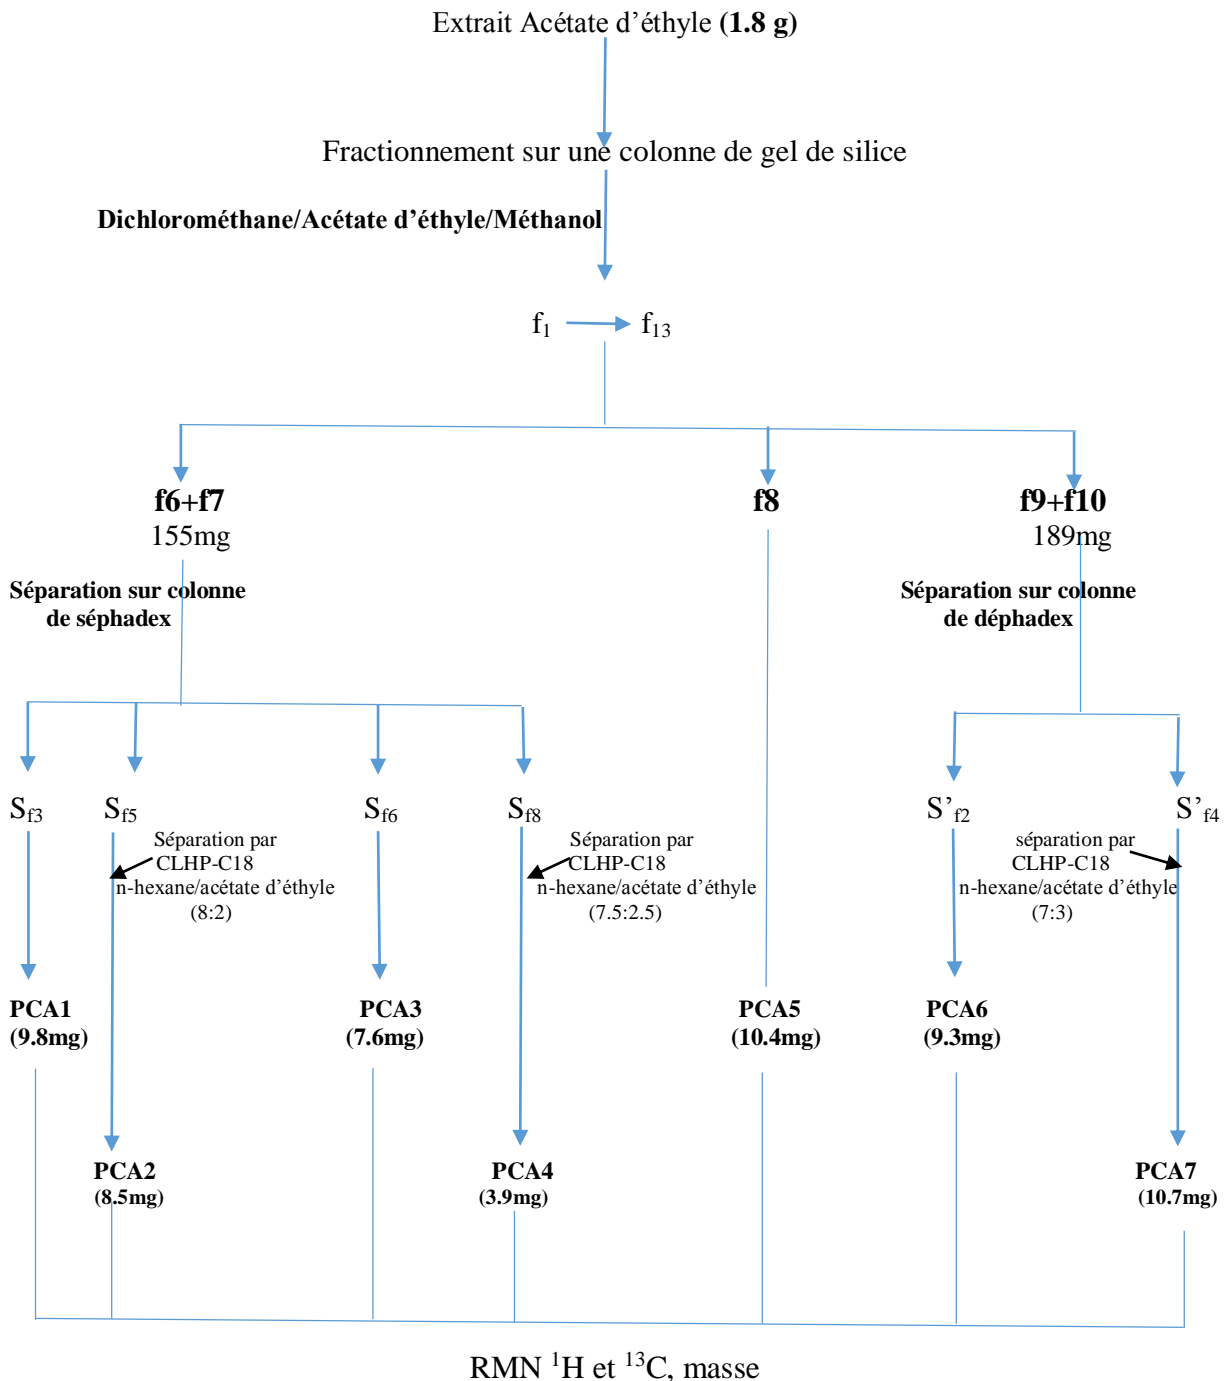 Extrait Acétate d’éthyle (1.8 g)
Fractionnement sur une colonne de gel de silice
Dichlorométhane/Acétate d’éthyle/Méthanol
f1 f13
f6+f7
155mg
f8
f9+f10
189mg
Séparation sur colonne
de séphadex
Séparation sur colonne
de déphadex
Sf3
Sf5
Sf6
Sf8
S’f2
S’f4
Séparation par
CLHP-C18
n-hexane/acétate d’éthyle
(8:2)
Séparation par
CLHP-C18
n-hexane/acétate d’éthyle
(7.5:2.5)
séparation par
CLHP-C18
n-hexane/acétate d’éthyle
(7:3)
PCA1
(9.8mg)
PCA3
(7.6mg)
PCA5
(10.4mg)
PCA6
(9.3mg)
PCA2
(8.5mg)
PCA4
(3.9mg)
PCA7
(10.7mg)
RMN 1H et 13C, masse